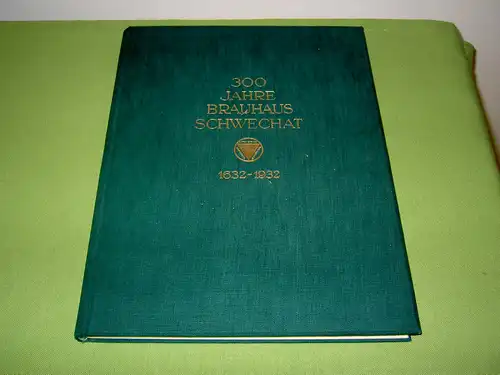 300
JAHRE
BRAUHAUS
SCHWECHAT
1632-1932